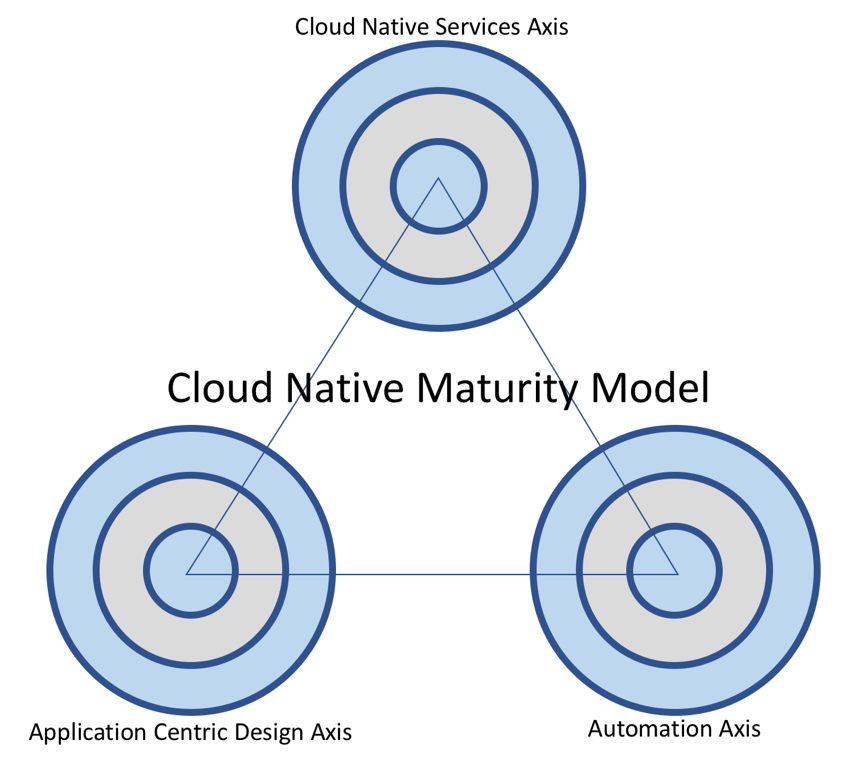 Cloud Native Services Axis
Cloud Native Maturity Model
Application Centric Design Axis
Automation Axis